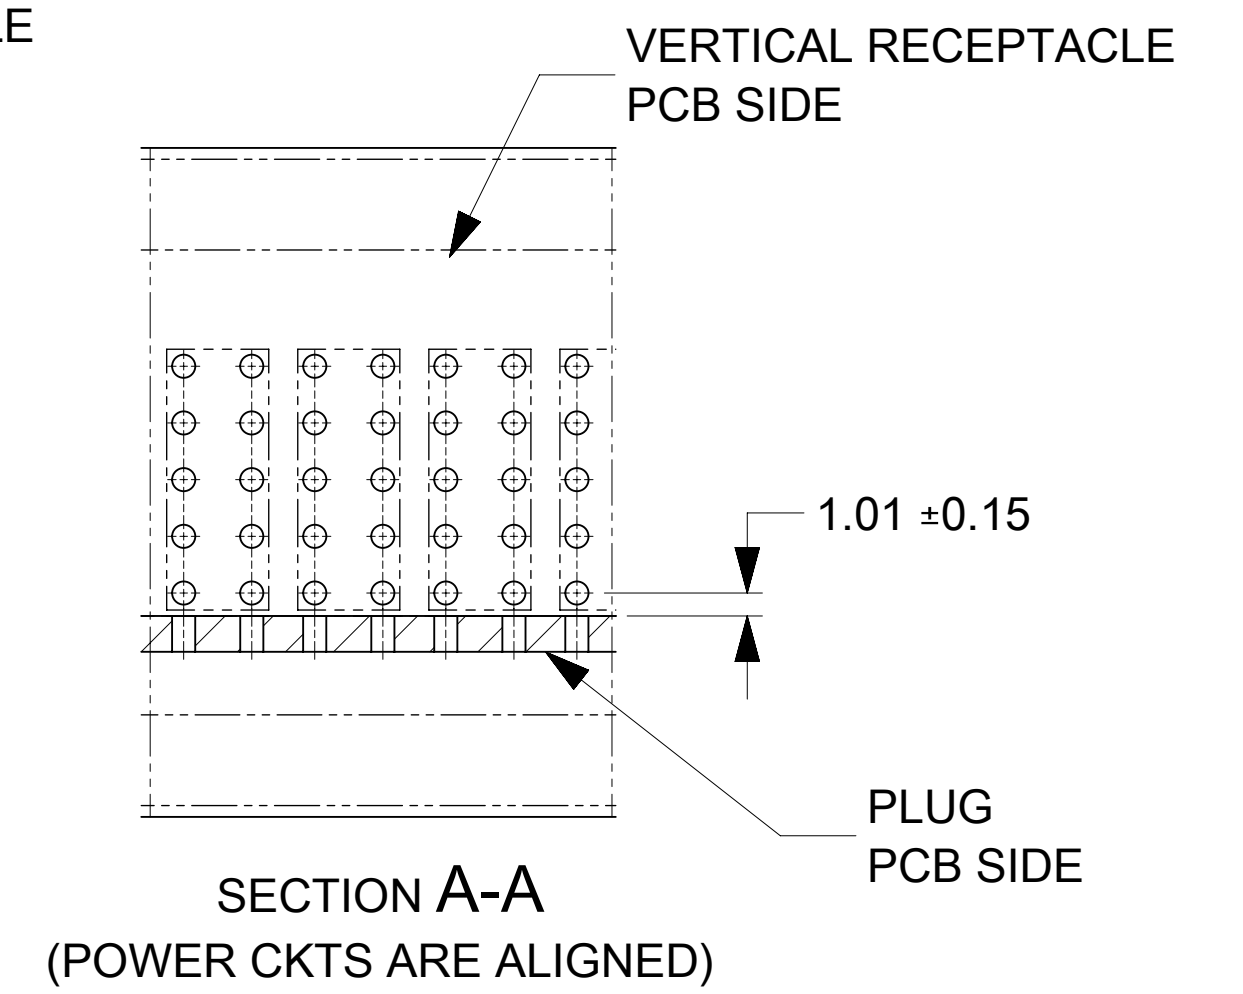 VERTICAL RECEPTACLE
PCB SIDE
1.01 ±0.15
PLUG
PCB SIDE
SECTION A-A
(POWER CKTS ARE ALIGNED)